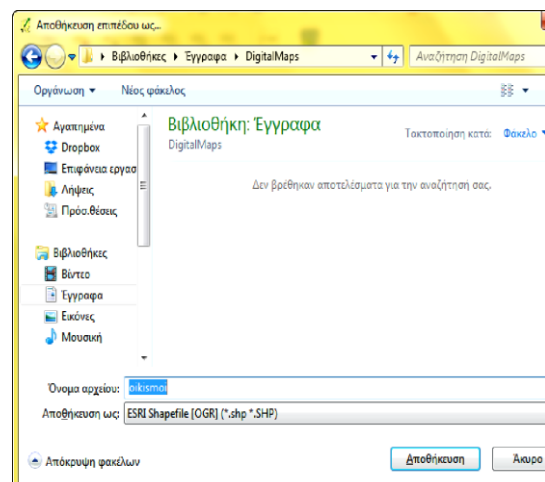 Αποθήκευση επιπέδου ως...
Βιβλιοθήκες ▸ Έγγραφα ▸ DigitalMaps
Αναζήτηση DigitalMaps
Οργάνωση ▾ Νέος φάκελος
Αγαπημένα
Dropbox
Επιφάνεια εργασ
Λήψεις
Πρόσ.θέσεις
Βιβλιοθήκες
Βίντεο
Έγγραφα
Εικόνες
Μουσική
Βιβλιοθήκη: Έγγραφα
DigitalMaps
Τακτοποίηση κατά: Φάκελο
Δεν βρέθηκαν αποτελέσματα για την αναζήτησή σας.
Όνομα αρχείου: oikismoi
Αποθήκευση ως: ESRI Shapefile [OGR] (*.shp *.SHP)
Απόκρυψη φακέλων
Αποθήκευση
Άκυρο